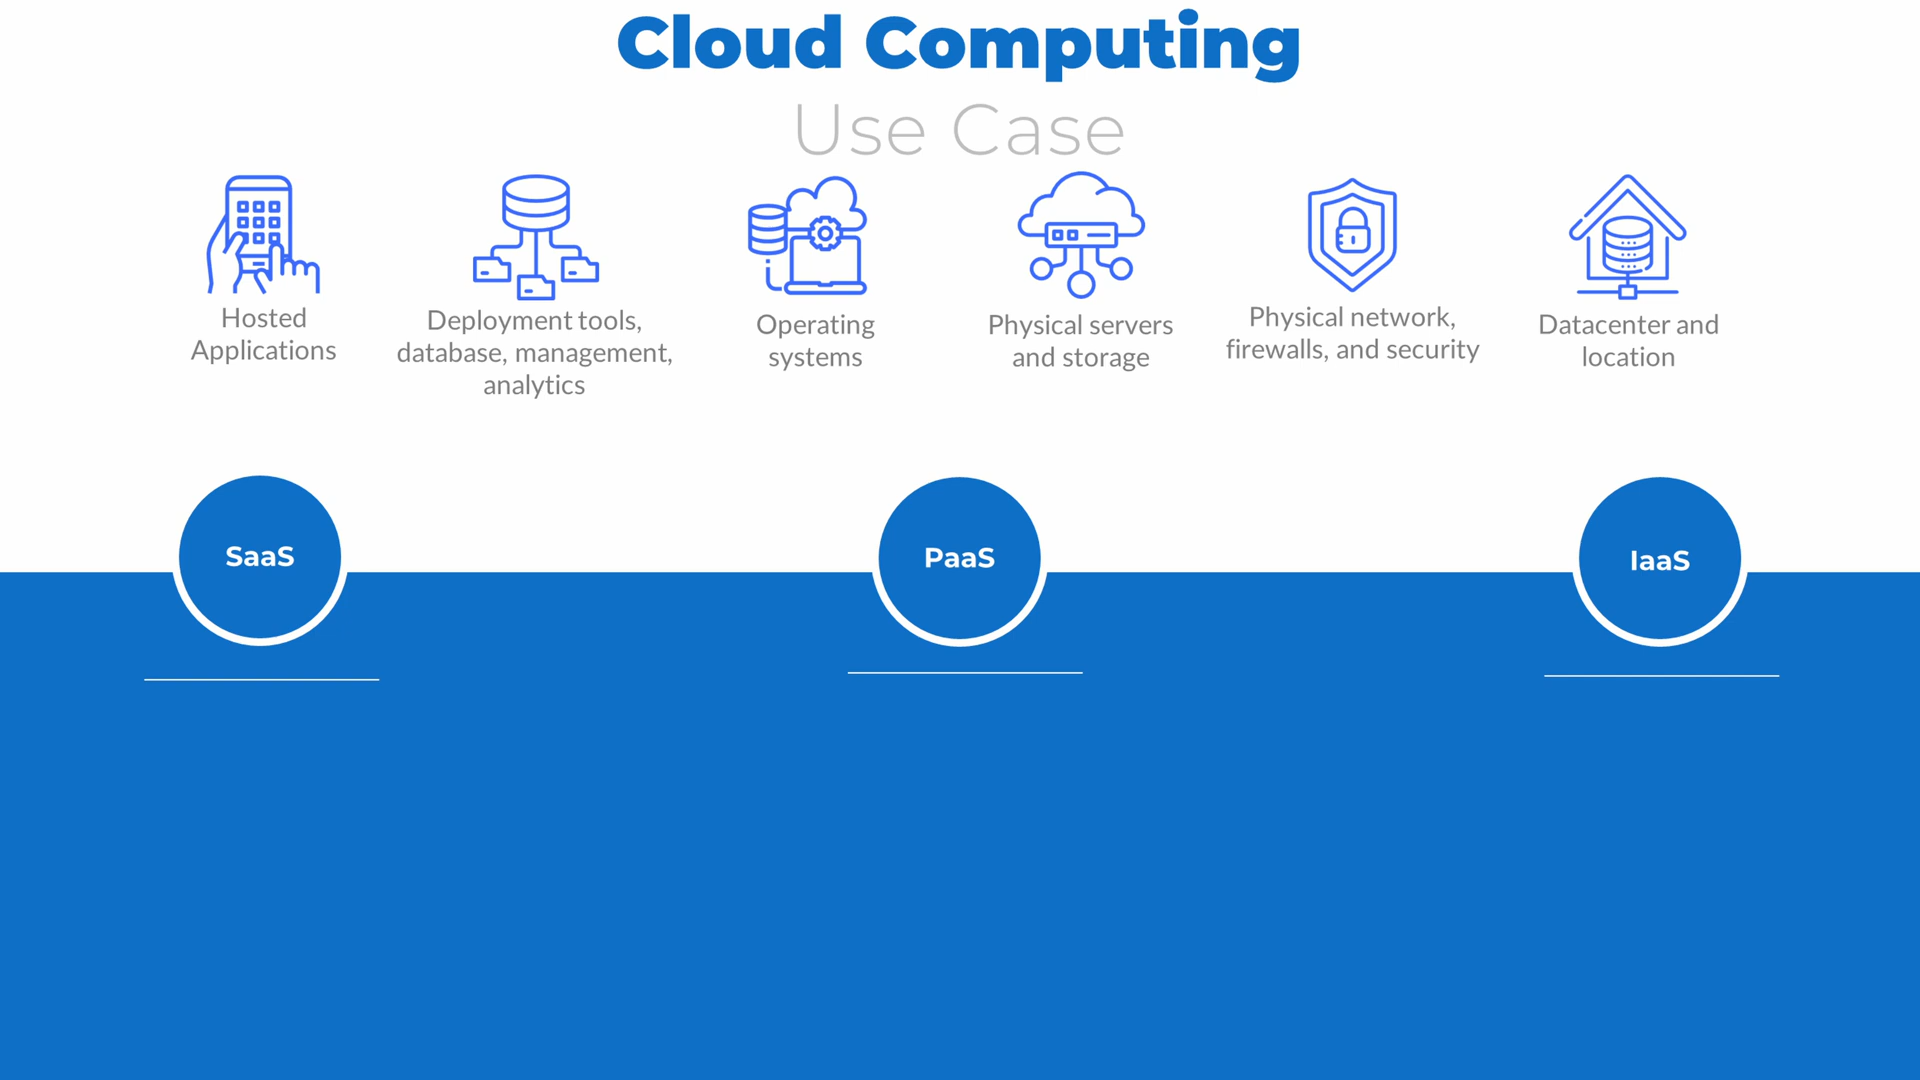 Cloud Computing
Use Case
Hosted
Applications
Deployment tools,
database, management,
analytics
Operating
systems
Physical servers
and storage
Physical network,
firewalls, and security
Datacenter and
location
SaaS
PaaS
IaaS